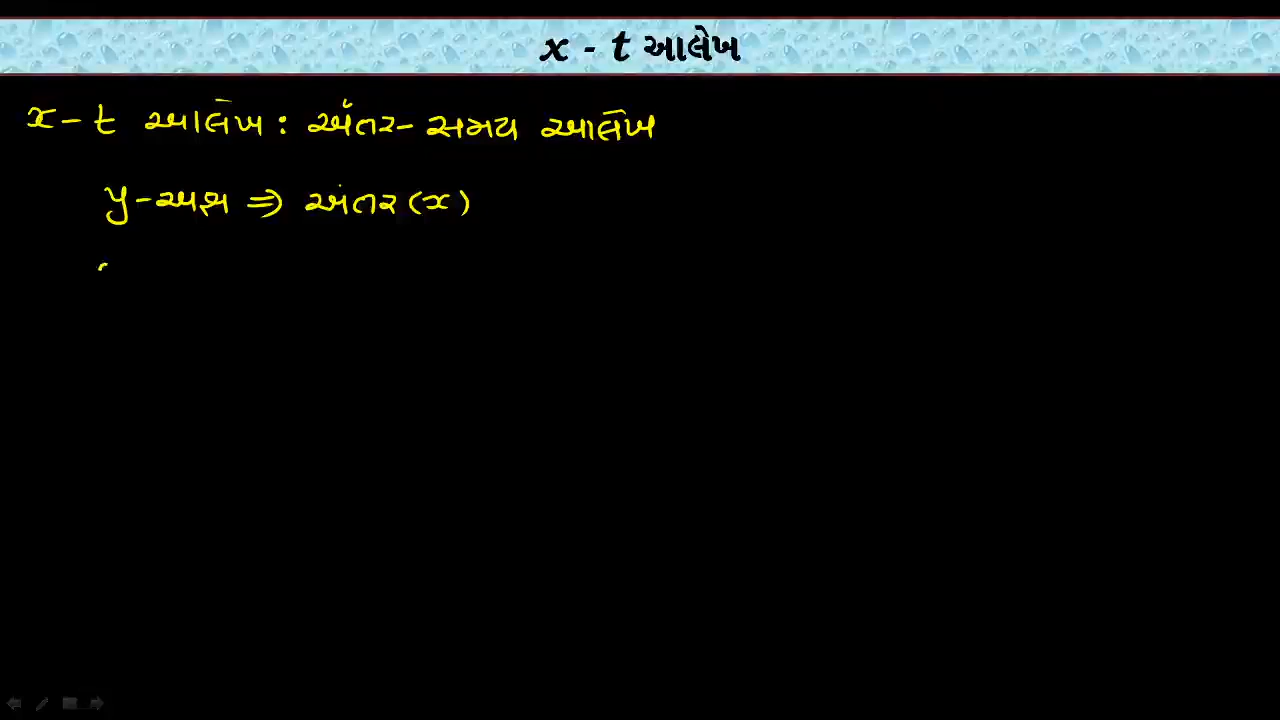 x - t આલેખ
x - t આલેખ : અંતર - સમય આલેખ
y - અક્ષ ⇒ અંતર (x)